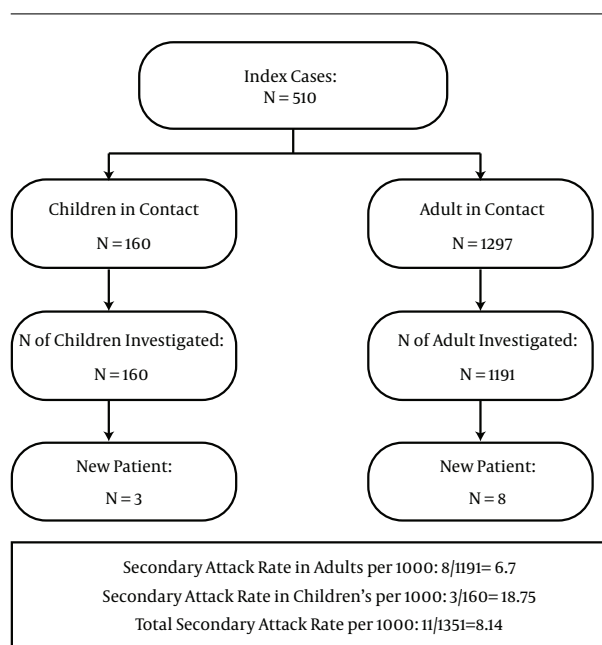 Index Cases:
N = 510
Children in Contact
N = 160
Adult in Contact
N = 1297
N of Children Investigated:
N = 160
N of Adult Investigated:
N = 1191
New Patient:
N = 3
New Patient:
N = 8
Secondary Attack Rate in Adults per 1000: 8/1191= 6.7
Secondary Attack Rate in Children's per 1000: 3/160=18.75
Total Secondary Attack Rate per 1000: 11/1351=8.14